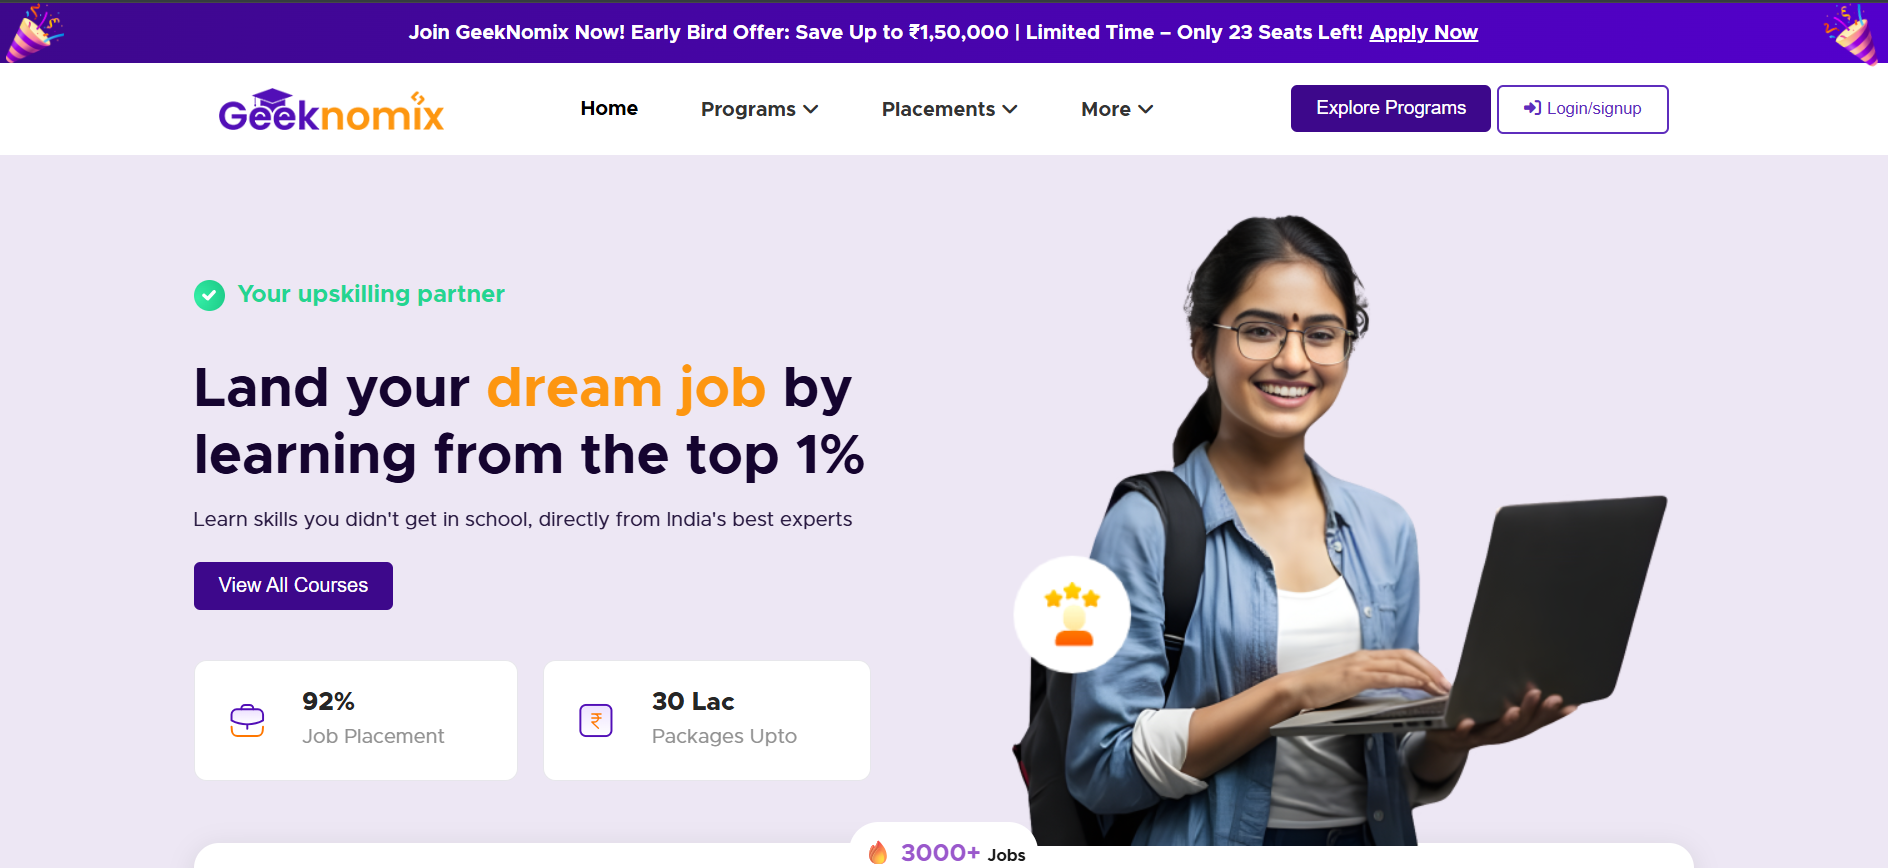 Join GeekNomix Now! Early Bird Offer: Save Up to ₹1,50,000 | Limited Time – Only 23 Seats Left! Apply Now
Geeknomix
Home
Programs
Placements
More
Explore Programs
Login/signup
Your upskilling partner
Land your dream job by
learning from the top 1%
Learn skills you didn't get in school, directly from India's best experts
View All Courses
92%
Job Placement
₹
30 Lac
Packages Upto
3000+ Jobs